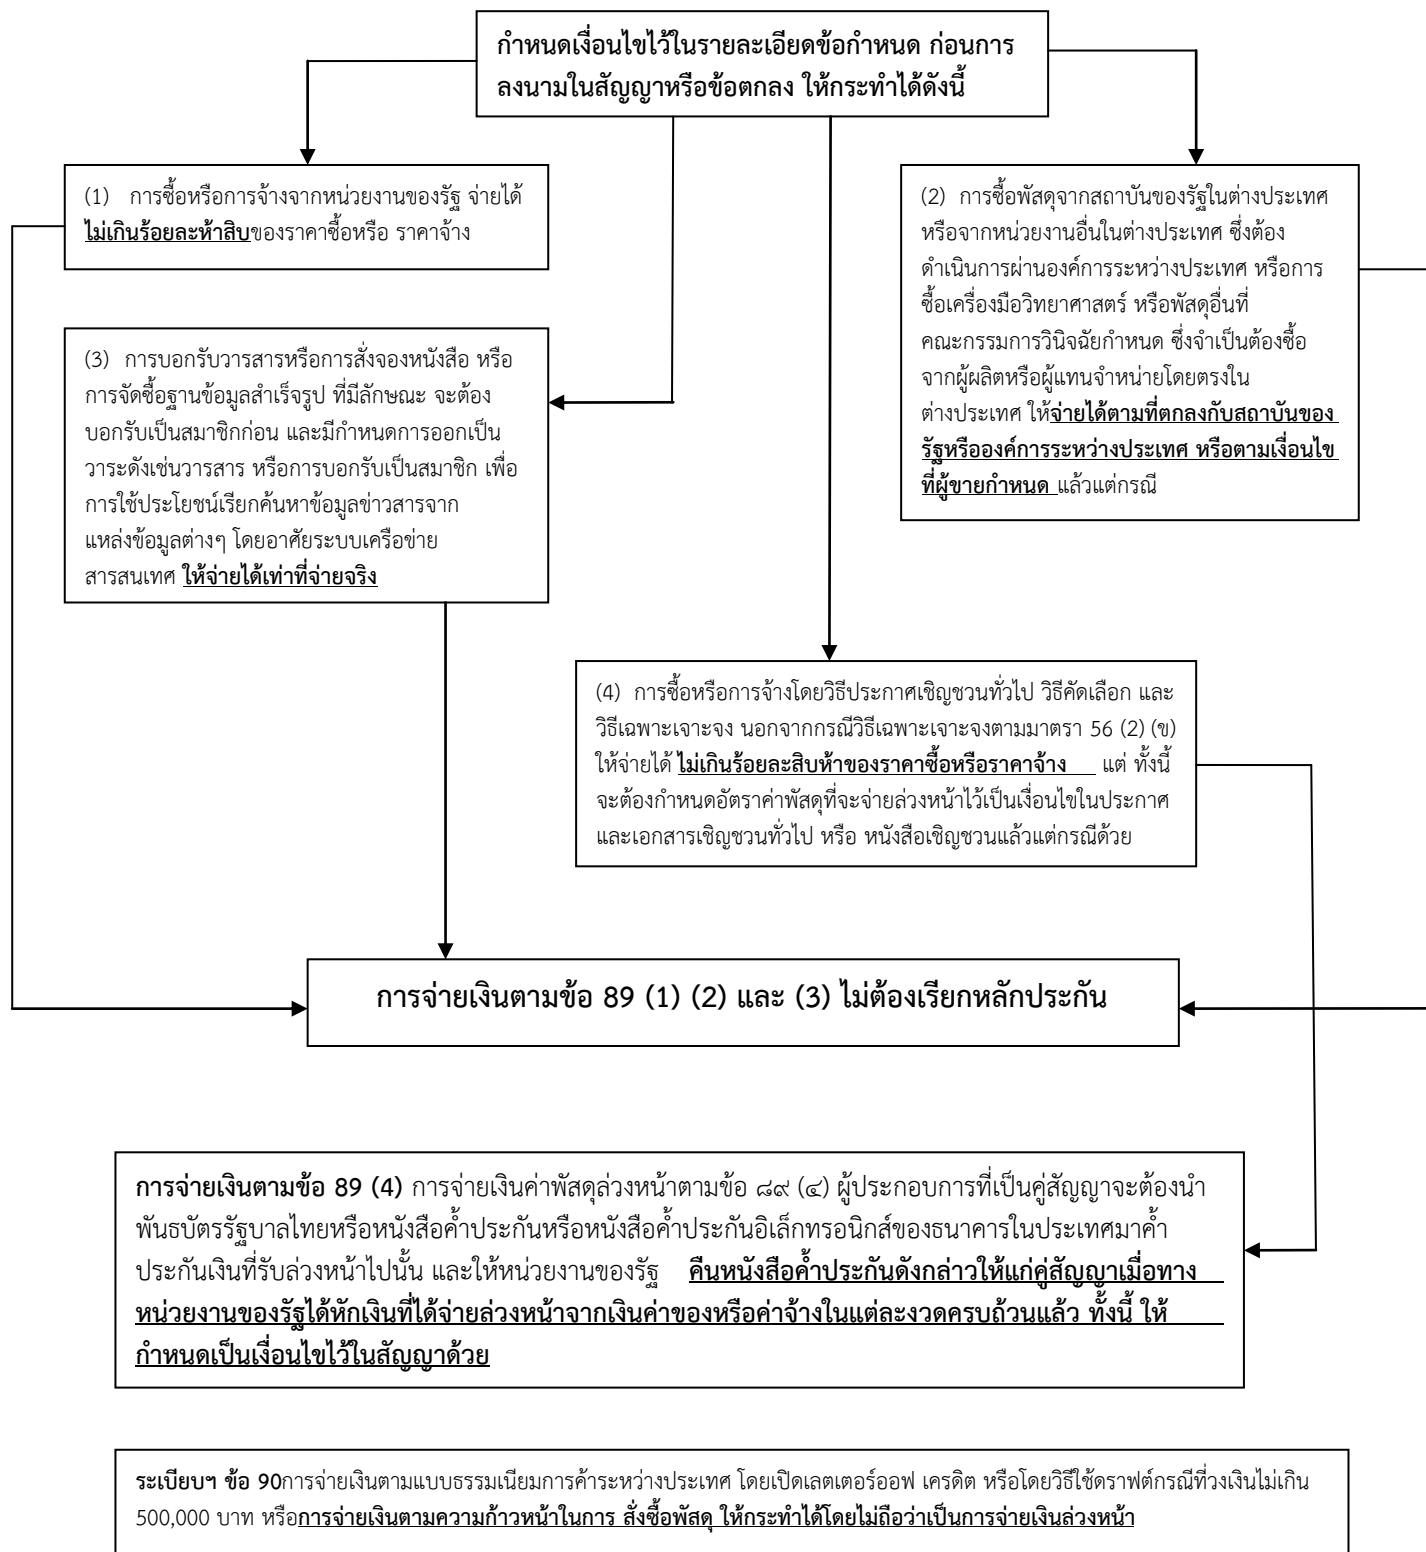 กำหนดเงื่อนไขไว้ในรายละเอียดข้อกำหนด ก่อนการ
ลงนามในสัญญาหรือข้อตกลง ให้กระทำได้ดังนี้
(1) การซื้อหรือการจ้างจากหน่วยงานของรัฐ จ่ายได้
ไม่เกินร้อยละห้าสิบของราคาซื้อหรือ ราคาจ้าง
(2) การซื้อพัสดุจากสถาบันของรัฐในต่างประเทศ
หรือจากหน่วยงานอื่นในต่างประเทศ ซึ่งต้อง
ดำเนินการผ่านองค์การระหว่างประเทศ หรือการ
ซื้อเครื่องมือวิทยาศาสตร์ หรือพัสดุอื่นที่
คณะกรรมการวินิจฉัยกำหนด ซึ่งจำเป็นต้องซื้อ
จากผู้ผลิตหรือผู้แทนจำหน่ายโดยตรงใน
ต่างประเทศ ให้จ่ายได้ตามที่ตกลงกับสถาบันของ
รัฐหรือองค์การระหว่างประเทศ หรือตามเงื่อนไข
ที่ผู้ขายกำหนด แล้วแต่กรณี
(3) การบอกรับวารสารหรือการสั่งจองหนังสือ หรือ
การจัดซื้อฐานข้อมูลสำเร็จรูป ที่มีลักษณะ จะต้อง
บอกรับเป็นสมาชิกก่อน และมีกำหนดการออกเป็น
วาระดังเช่นวารสาร หรือการบอกรับเป็นสมาชิก เพื่อ
การใช้ประโยชน์เรียกค้นหาข้อมูลข่าวสารจาก
แหล่งข้อมูลต่างๆ โดยอาศัยระบบเครือข่าย
สารสนเทศ ให้จ่ายได้เท่าที่จ่ายจริง
(4) การซื้อหรือการจ้างโดยวิธีประกาศเชิญชวนทั่วไป วิธีคัดเลือก และ
วิธีเฉพาะเจาะจง นอกจากกรณีวิธีเฉพาะเจาะจงตามมาตรา 56 (2) (ข)
ให้จ่ายได้ ไม่เกินร้อยละสิบห้าของราคาซื้อหรือราคาจ้าง แต่ ทั้งนี้
จะต้องกำหนดอัตราค่าพัสดุที่จะจ่ายล่วงหน้าไว้เป็นเงื่อนไขในประกาศ
และเอกสารเชิญชวนทั่วไป หรือ หนังสือเชิญชวนแล้วแต่กรณีด้วย
การจ่ายเงินตามข้อ 89 (1) (2) และ (3) ไม่ต้องเรียกหลักประกัน
การจ่ายเงินตามข้อ 89 (4) การจ่ายเงินค่าพัสดุล่วงหน้าตามข้อ ๘๙ (๔) ผู้ประกอบการที่เป็นคู่สัญญาจะต้องนำ
พันธบัตรรัฐบาลไทยหรือหนังสือค้ำประกันหรือหนังสือค้ำประกันอิเล็กทรอนิกส์ของธนาคารในประเทศมาค้ำ
ประกันเงินที่รับล่วงหน้าไปนั้น และให้หน่วยงานของรัฐ คืนหนังสือค้ำประกันดังกล่าวให้แก่คู่สัญญาเมื่อทาง
หน่วยงานของรัฐได้หักเงินที่ได้จ่ายล่วงหน้าจากเงินค่าของหรือค่าจ้างในแต่ละงวดครบถ้วนแล้ว ทั้งนี้ ให้
กำหนดเป็นเงื่อนไขไว้ในสัญญาด้วย
ระเบียบฯ ข้อ 90การจ่ายเงินตามแบบธรรมเนียมการค้าระหว่างประเทศ โดยเปิดเลตเตอร์ออฟ เครดิต หรือโดยวิธีใช้ดราฟต์กรณีที่วงเงินไม่เกิน
500,000 บาท หรือการจ่ายเงินตามความก้าวหน้าในการ สั่งซื้อพัสดุ ให้กระทำได้โดยไม่ถือว่าเป็นการจ่ายเงินล่วงหน้า